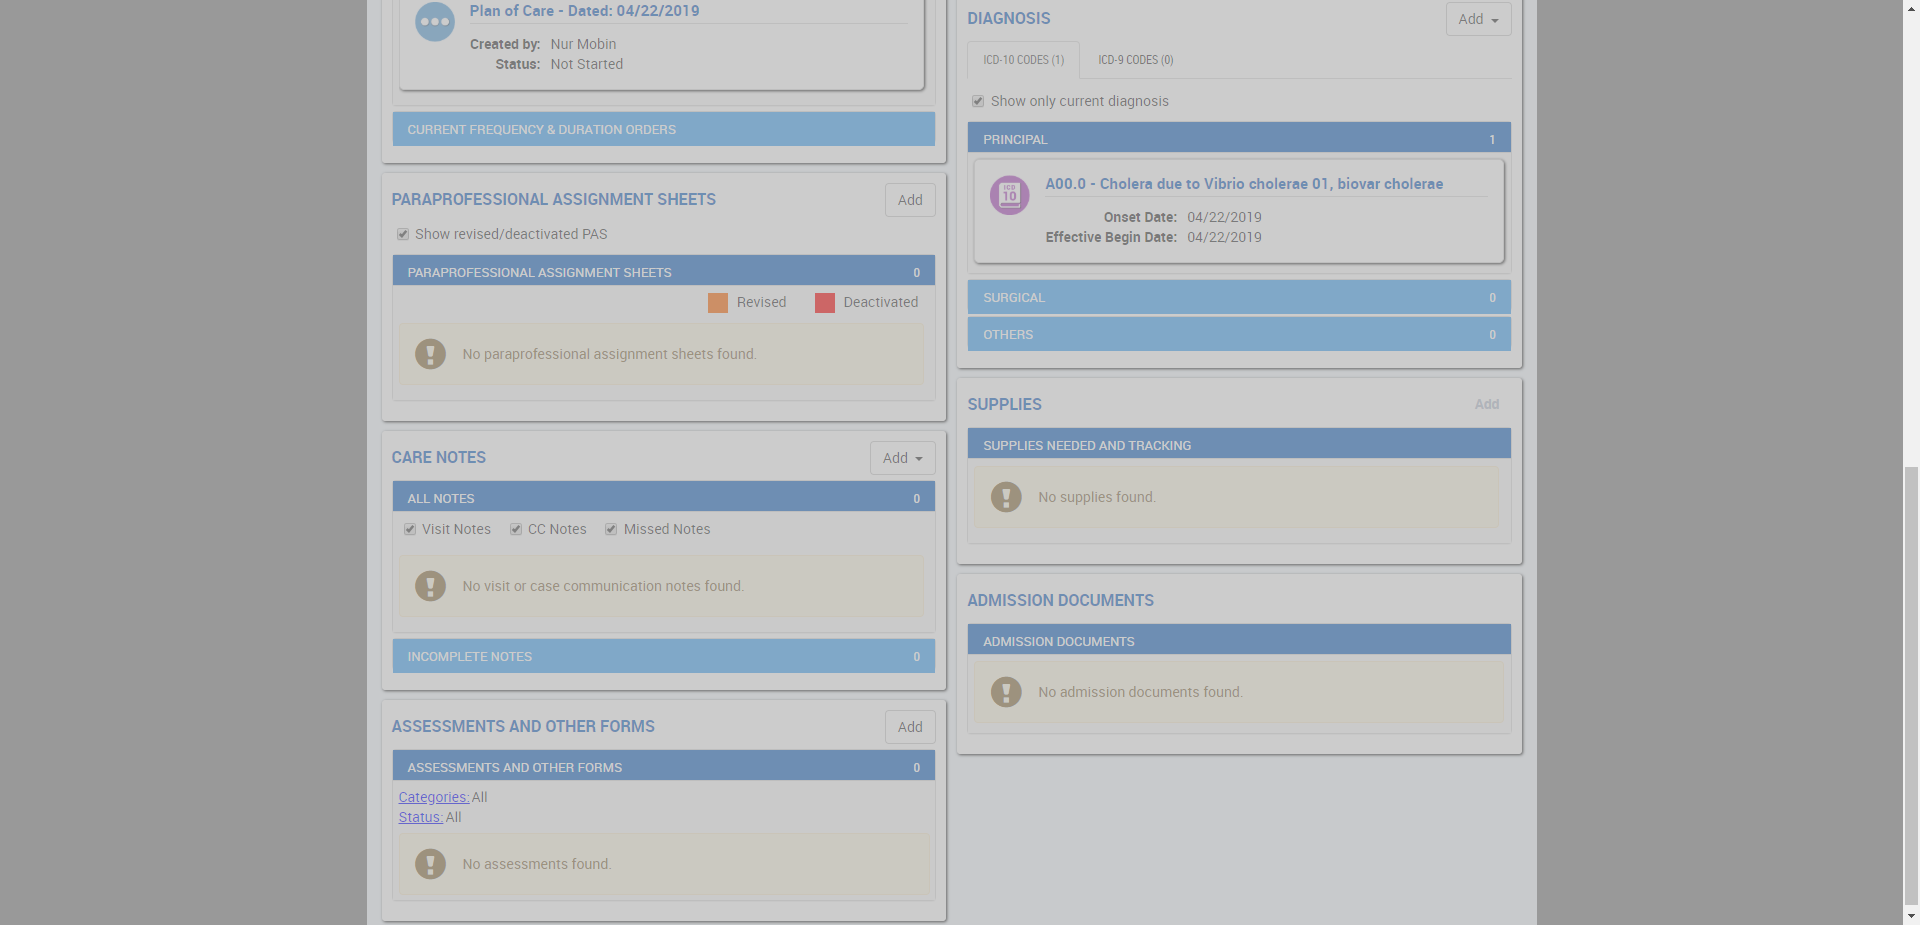 Plan of Care - Dated: 04/22/2019
Created by: Nur Mobin
Status: Not Started
CURRENT FREQUENCY & DURATION ORDERS
PARAPROFESSIONAL ASSIGNMENT SHEETS
Add
Show revised/deactivated PAS
PARAPROFESSIONAL ASSIGNMENT SHEETS 0
Revised Deactivated
No paraprofessional assignment sheets found.
CARE NOTES
Add
ALL NOTES 0
Visit Notes CC Notes Missed Notes
No visit or case communication notes found.
INCOMPLETE NOTES 0
ASSESSMENTS AND OTHER FORMS
Add
ASSESSMENTS AND OTHER FORMS 0
Categories: All
Status: All
No assessments found.
DIAGNOSIS
Add
ICD-10 CODES (1) ICD-9 CODES (0)
Show only current diagnosis
PRINCIPAL 1
ICD
10
A00.0 - Cholera due to Vibrio cholerae 01, biovar cholerae
Onset Date: 04/22/2019
Effective Begin Date: 04/22/2019
SURGICAL 0
OTHERS 0
SUPPLIES
Add
SUPPLIES NEEDED AND TRACKING
No supplies found.
ADMISSION DOCUMENTS
ADMISSION DOCUMENTS
No admission documents found.